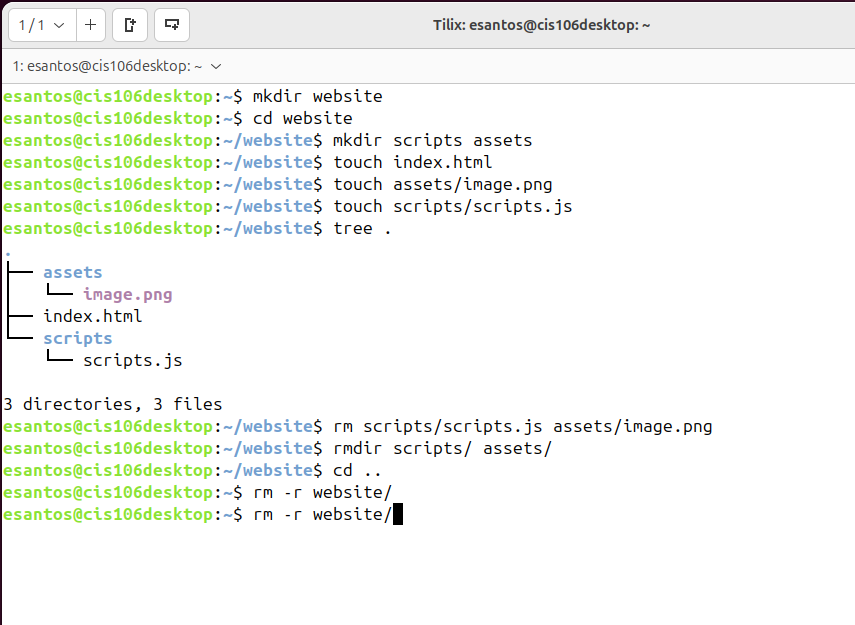 1 / 1
Tilix: esantos@cis106desktop: ~
1: esantos@cis106desktop: ~
esantos@cis106desktop:~$ mkdir website
esantos@cis106desktop:~$ cd website
esantos@cis106desktop:~/website$ mkdir scripts assets
esantos@cis106desktop:~/website$ touch index.html
esantos@cis106desktop:~/website$ touch assets/image.png
esantos@cis106desktop:~/website$ touch scripts/scripts.js
esantos@cis106desktop:~/website$ tree .
.
├── assets
│   └── image.png
├── index.html
└── scripts
    └── scripts.js
3 directories, 3 files
esantos@cis106desktop:~/website$ rm scripts/scripts.js assets/image.png
esantos@cis106desktop:~/website$ rmdir scripts/ assets/
esantos@cis106desktop:~/website$ cd ..
esantos@cis106desktop:~$ rm -r website/
esantos@cis106desktop:~$ rm -r website/